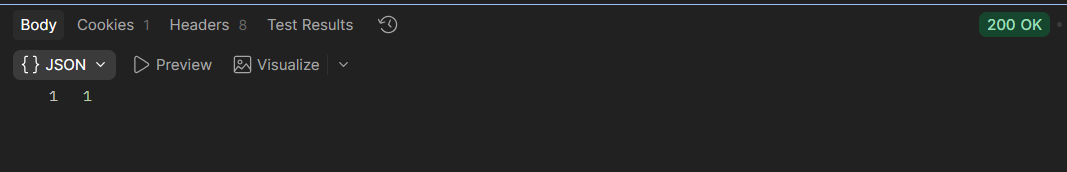 Body Cookies 1 Headers 8 Test Results 200 OK
{} JSON Preview Visualize
1 1